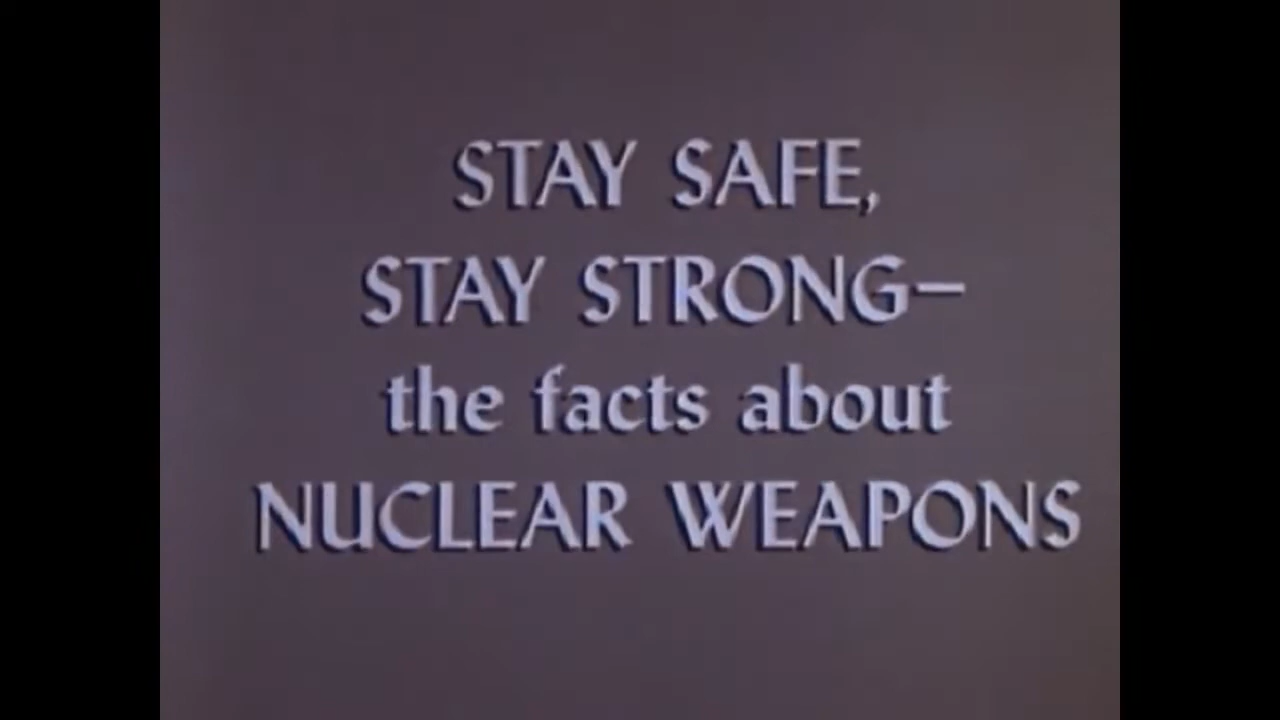 STAY SAFE,
STAY STRONG—
the facts about
NUCLEAR WEAPONS